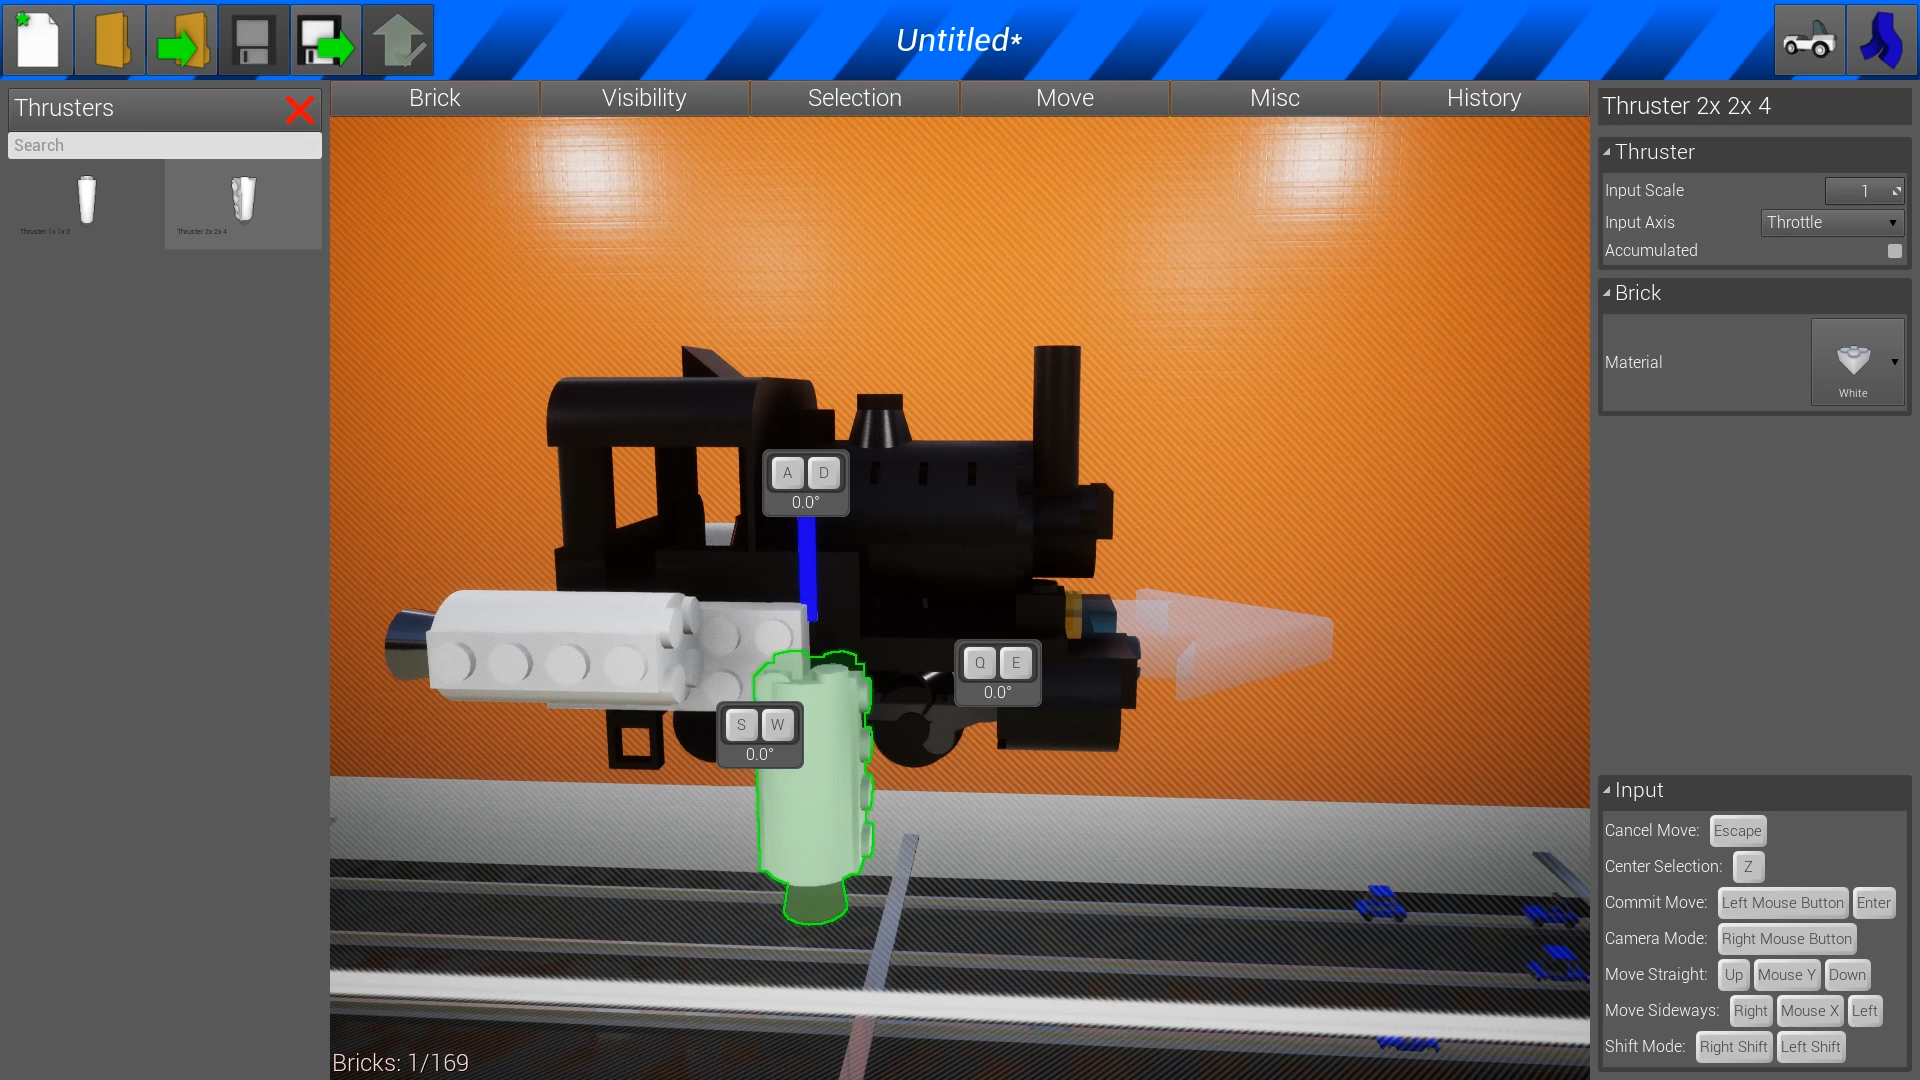 Untitled*
Thrusters
Search
Thruster 1x 1x 3
Thruster 2x 2x 4
Brick
Visibility
Selection
Move
Misc
History
A D
0.0°
Q E
0.0°
S W
0.0°
Bricks: 1/169
Thruster 2x 2x 4
Thruster
Input Scale 1
Input Axis Throttle
Accumulated
Brick
Material
White
Input
Cancel Move: Escape
Center Selection: Z
Commit Move: Left Mouse Button Enter
Camera Mode: Right Mouse Button
Move Straight: Up Mouse Y Down
Move Sideways: Right Mouse X Left
Shift Mode: Right Shift Left Shift